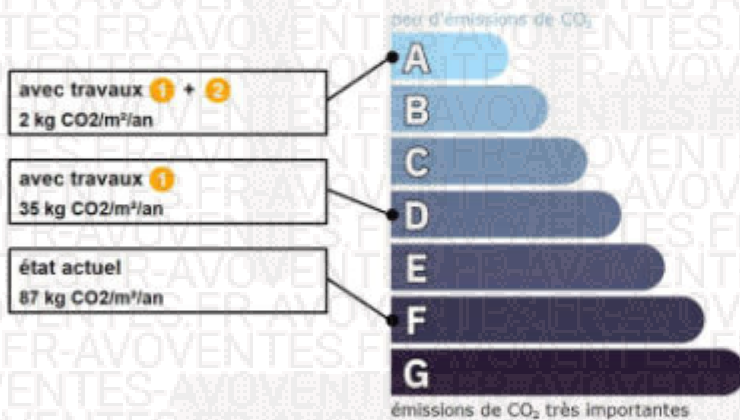 peu d'émissions de CO₂
A
avec travaux 1 + 2
2 kg CO2/m²/an
B
C
avec travaux 1
35 kg CO2/m²/an
D
E
état actuel
87 kg CO2/m²/an
F
G
émissions de CO₂ très importantes